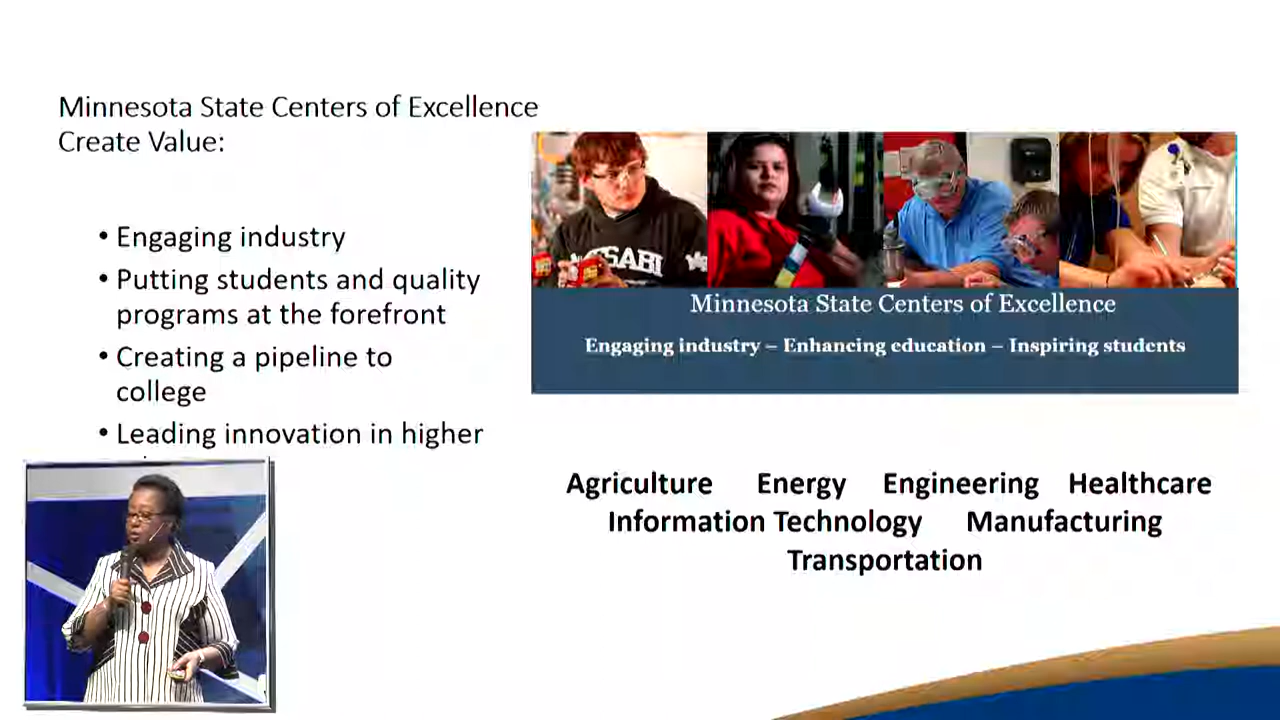 Minnesota State Centers of Excellence
Create Value:
• Engaging industry
• Putting students and quality
programs at the forefront
• Creating a pipeline to
college
• Leading innovation in higher
Minnesota State Centers of Excellence
Engaging industry – Enhancing education – Inspiring students
Agriculture Energy Engineering Healthcare
Information Technology Manufacturing
Transportation